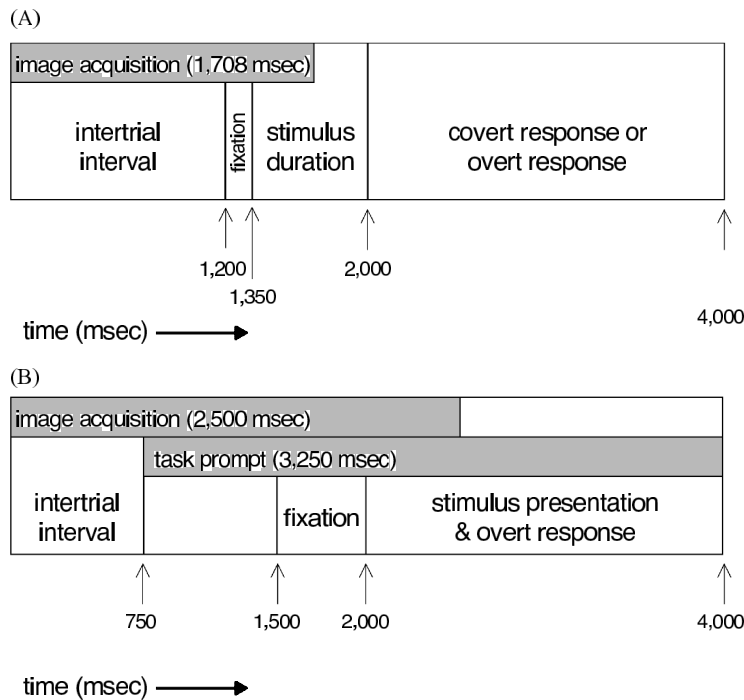 (A)
image acquisition (1,708 msec)
intertrial
interval
fixation
stimulus
duration
covert response or
overt response
1,200
1,350
2,000
4,000
time (msec)
(B)
image acquisition (2,500 msec)
task prompt (3,250 msec)
intertrial
interval
fixation
stimulus presentation
& overt response
750
1,500
2,000
4,000
time (msec)